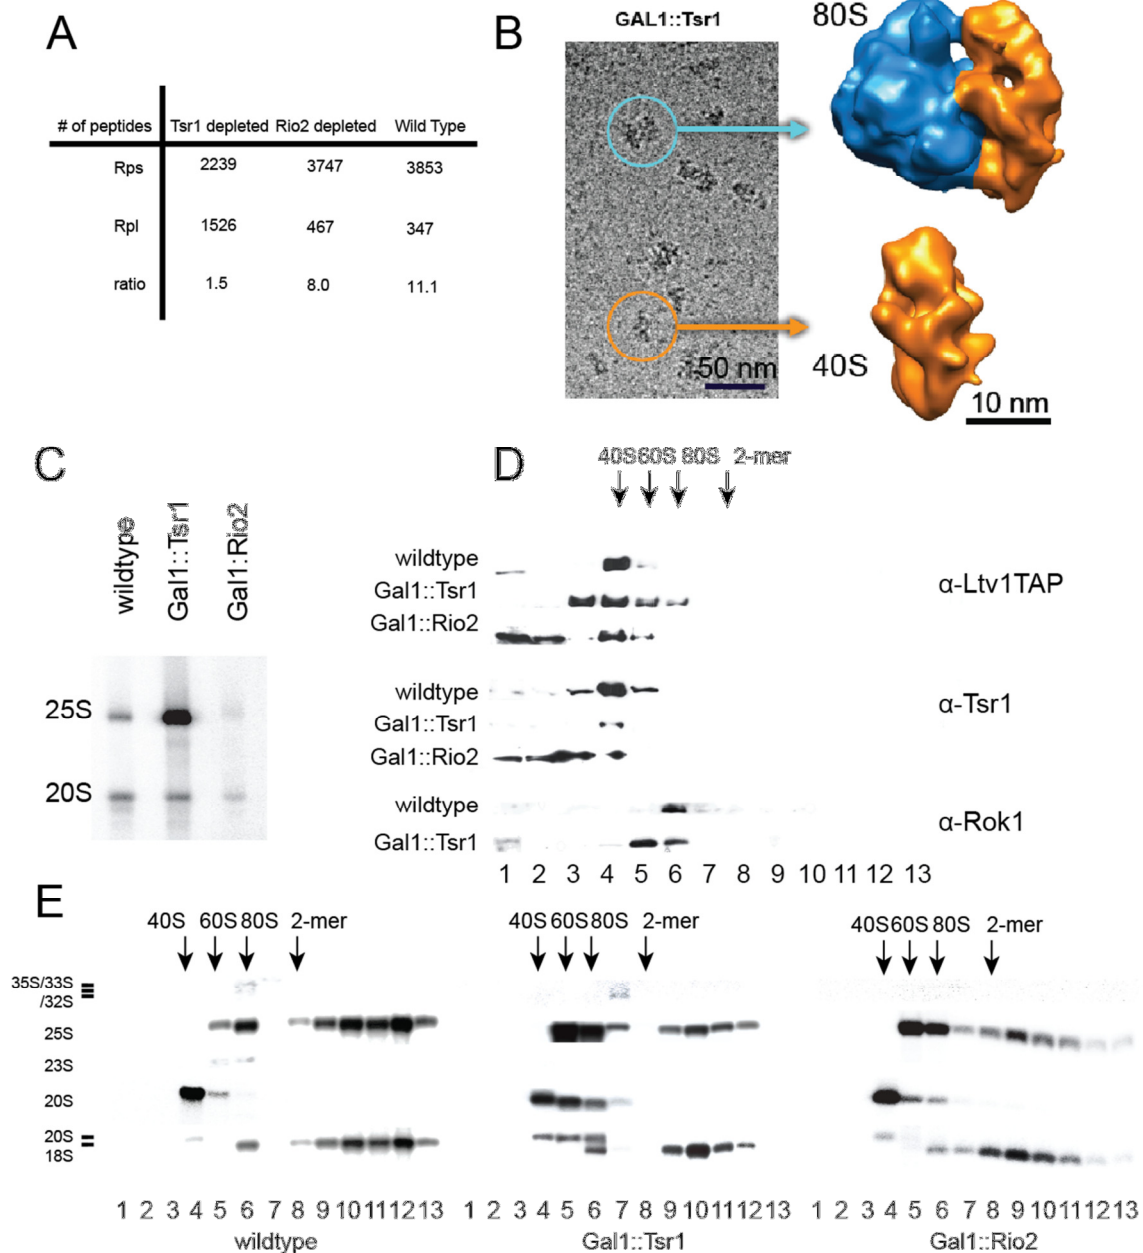 A
# of peptides Tsr1 depleted Rio2 depleted Wild Type
Rps 2239 3747 3853
Rpl 1526 467 347
ratio 1.5 8.0 11.1
B
GAL1::Tsr1
80S
40S
50 nm
10 nm
C
wildtype
Gal1::Tsr1
Gal1:Rio2
25S
20S
D
40S 60S 80S 2-mer
wildtype
Gal1::Tsr1
Gal1::Rio2
α-Ltv1TAP
wildtype
Gal1::Tsr1
Gal1::Rio2
α-Tsr1
wildtype
Gal1::Tsr1
α-Rok1
1 2 3 4 5 6 7 8 9 10 11 12 13
E
40S 60S 80S 2-mer
40S 60S 80S 2-mer
40S 60S 80S 2-mer
35S/33S
/32S
25S
23S
20S
20S
18S
1 2 3 4 5 6 7 8 9 10 11 12 13
1 2 3 4 5 6 7 8 9 10 11 12 13
1 2 3 4 5 6 7 8 9 10 11 12 13
wildtype
Gal1::Tsr1
Gal1::Rio2